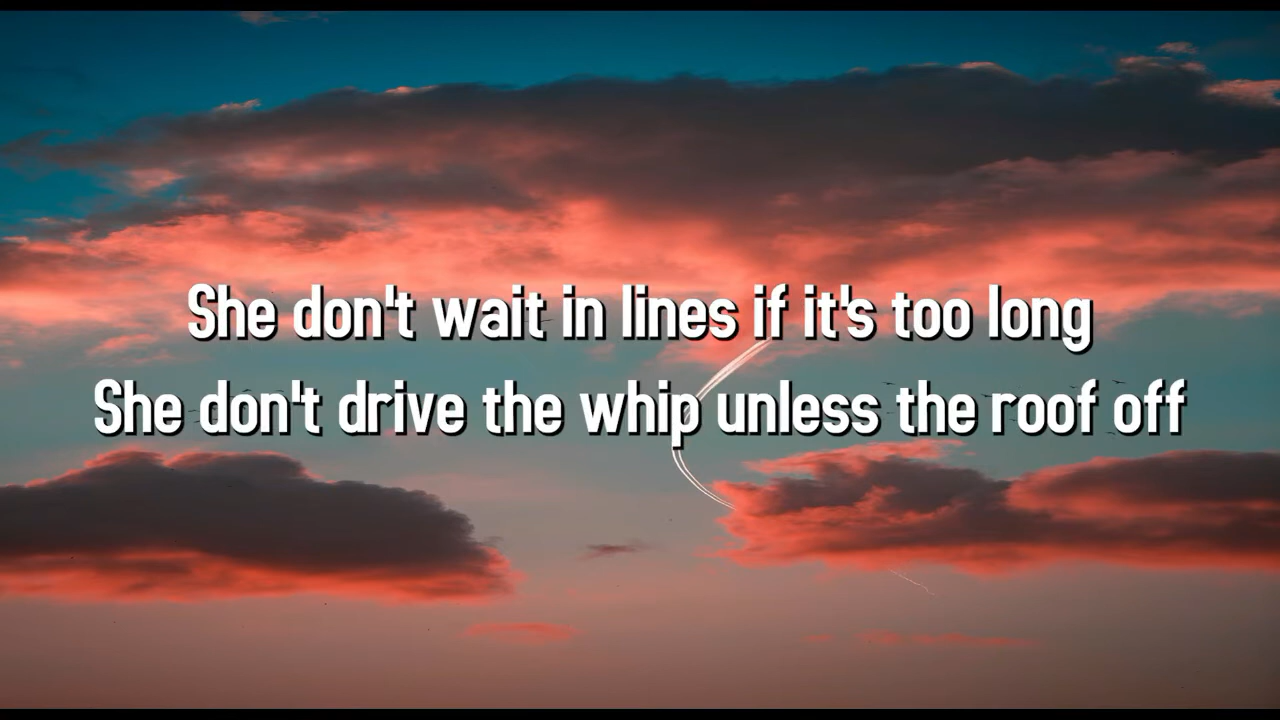 She don't wait in lines if it's too long
She don't drive the whip unless the roof off